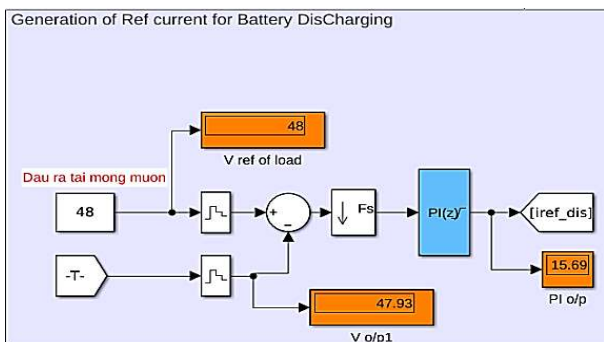 Generation of Ref current for Battery DisCharging
48
V ref of load
Dau ra tai mong muon
48
+
−
Fs
PI(z)
[iref_dis]
-T-
15.69
PI o/p
47.93
V o/p1